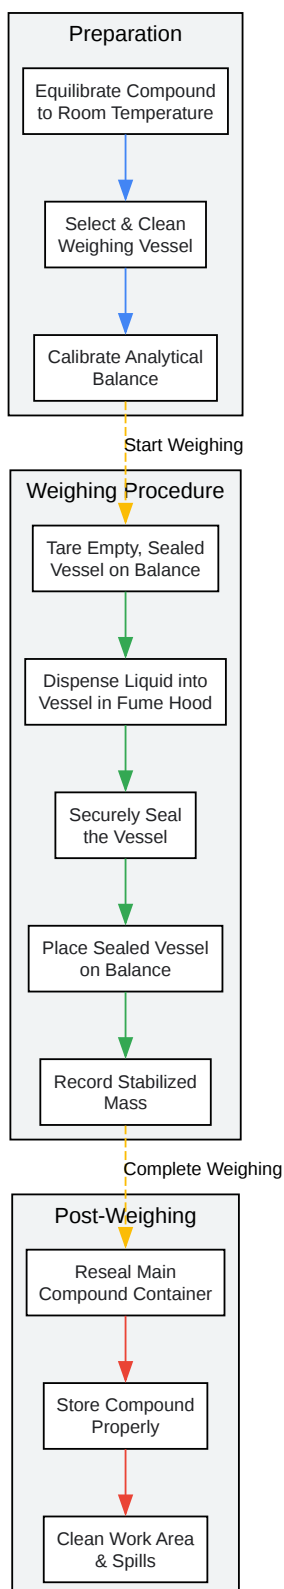 Preparation
Equilibrate Compound
to Room Temperature
Select & Clean
Weighing Vessel
Calibrate Analytical
Balance
Start Weighing
Weighing Procedure
Tare Empty, Sealed
Vessel on Balance
Dispense Liquid into
Vessel in Fume Hood
Securely Seal
the Vessel
Place Sealed Vessel
on Balance
Record Stabilized
Mass
Complete Weighing
Post-Weighing
Reseal Main
Compound Container
Store Compound
Properly
Clean Work Area
& Spills